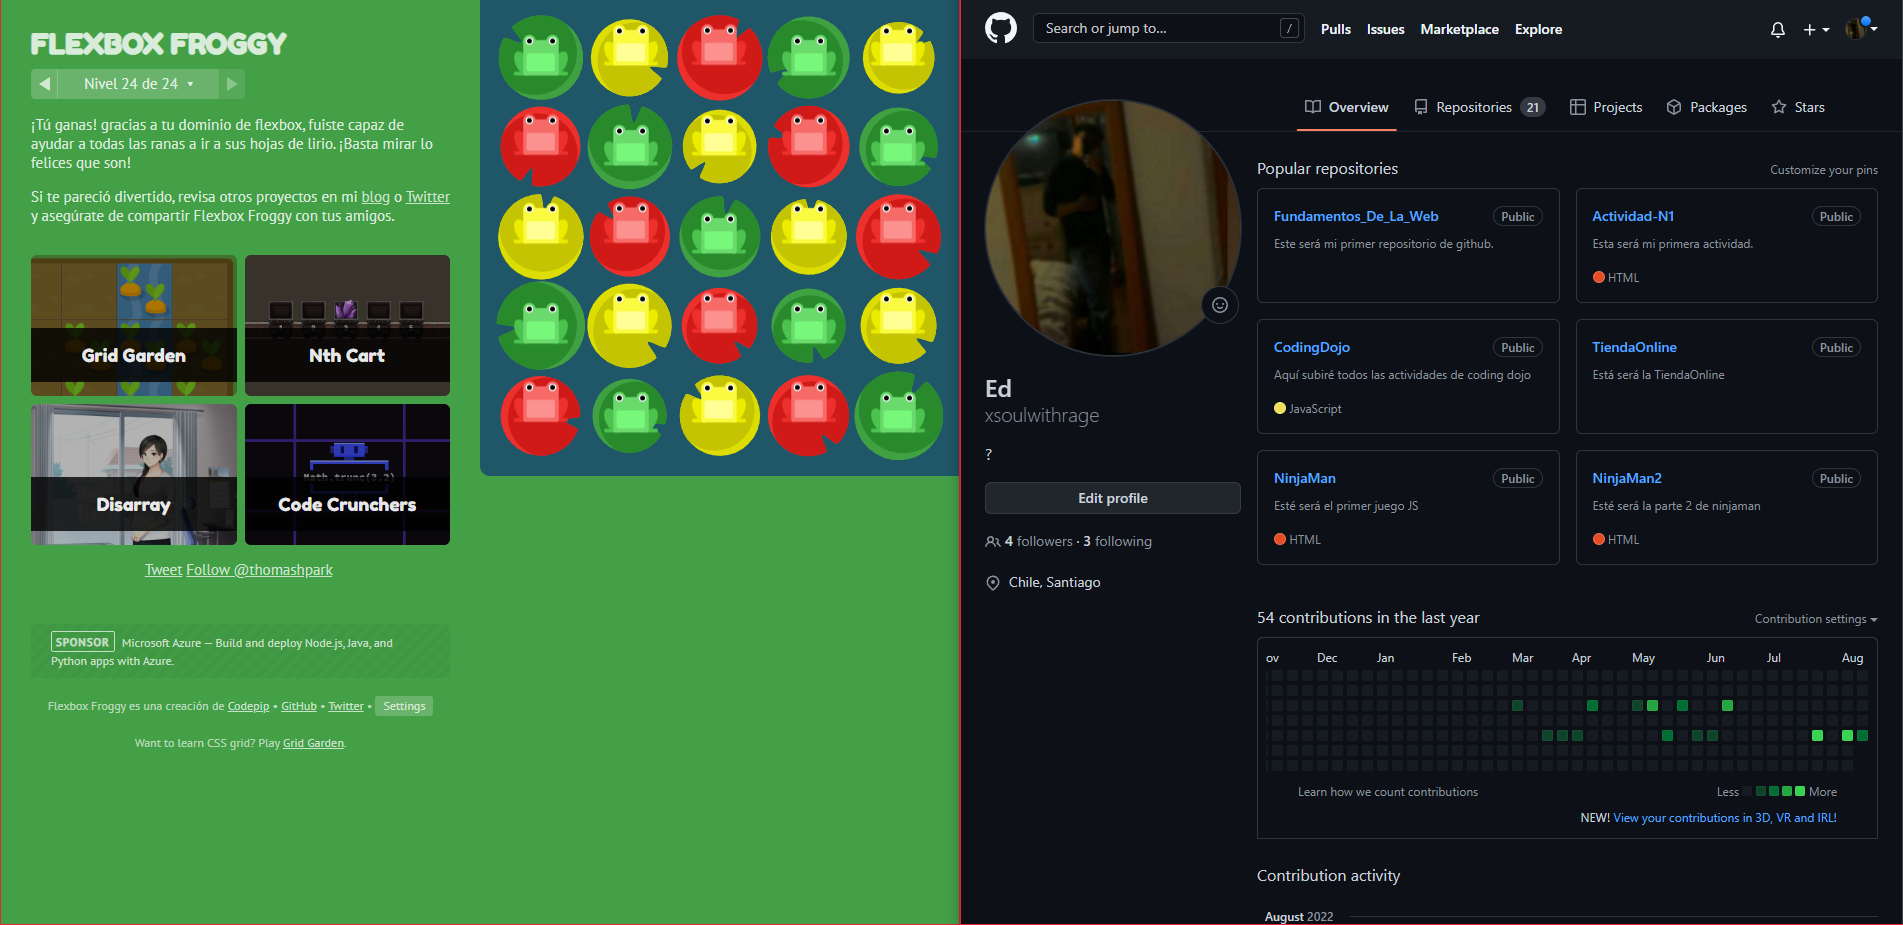 FLEXBOX FROGGY
◀ Nivel 24 de 24 ▾ ▶
¡Tú ganas! gracias a tu dominio de flexbox, fuiste capaz de
ayudar a todas las ranas a ir a sus hojas de lirio. ¡Basta mirar lo
felices que son!
Si te pareció divertido, revisa otros proyectos en mi blog o Twitter
y asegúrate de compartir Flexbox Froggy con tus amigos.
Grid Garden
Nth Cart
Disarray
Math.trunc(3.2)
Code Crunchers
Tweet Follow @thomashpark
SPONSOR Microsoft Azure — Build and deploy Node.js, Java, and
Python apps with Azure.
Flexbox Froggy es una creación de Codepip • GitHub • Twitter • Settings
Want to learn CSS grid? Play Grid Garden.
Search or jump to... /
Pulls Issues Marketplace Explore
Overview Repositories 21 Projects Packages Stars
Ed
xsoulwithrage
?
Edit profile
4 followers · 3 following
Chile, Santiago
Popular repositories
Customize your pins
Fundamentos_De_La_Web Public
Este será mi primer repositorio de github.
Actividad-N1 Public
Esta será mi primera actividad.
HTML
CodingDojo Public
Aquí subiré todos las actividades de coding dojo
JavaScript
TiendaOnline Public
Está será la TiendaOnline
NinjaMan Public
Esté será el primer juego JS
HTML
NinjaMan2 Public
Esté será la parte 2 de ninjaman
HTML
54 contributions in the last year
Contribution settings
ov Dec Jan Feb Mar Apr May Jun Jul Aug
Learn how we count contributions
Less More
NEW! View your contributions in 3D, VR and IRL!
Contribution activity
August 2022